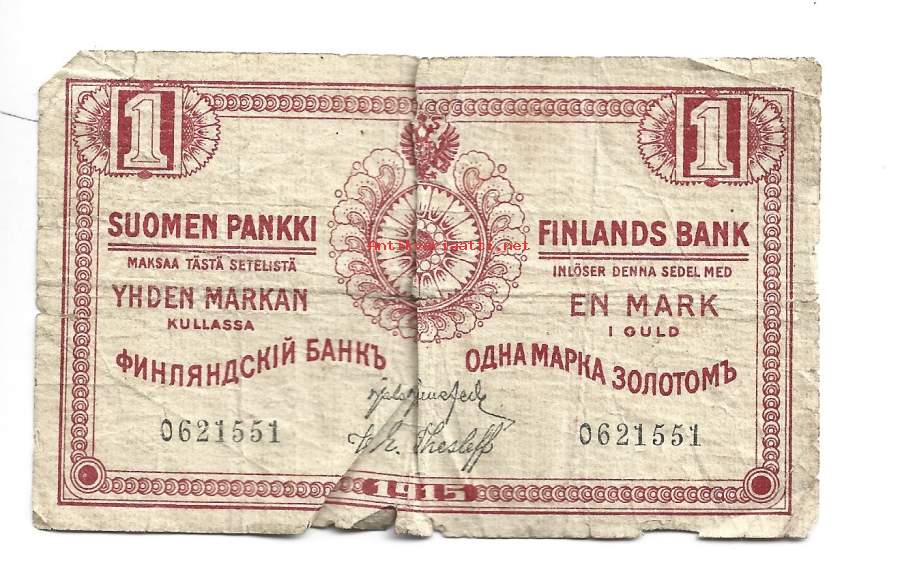 1
1
SUOMEN PANKKI
MAKSAA TÄSTÄ SETELISTÄ
YHDEN MARKAN
KULLASSA
FINLANDS BANK
INLÖSER DENNA SEDEL MED
EN MARK
I GULD
Antikvariaatti.net
ФИНЛЯНДСКІЙ БАНКЪ
ОДНА МАРКА ЗОЛОТОМЪ
0621551
Thesleff
0621551
1915